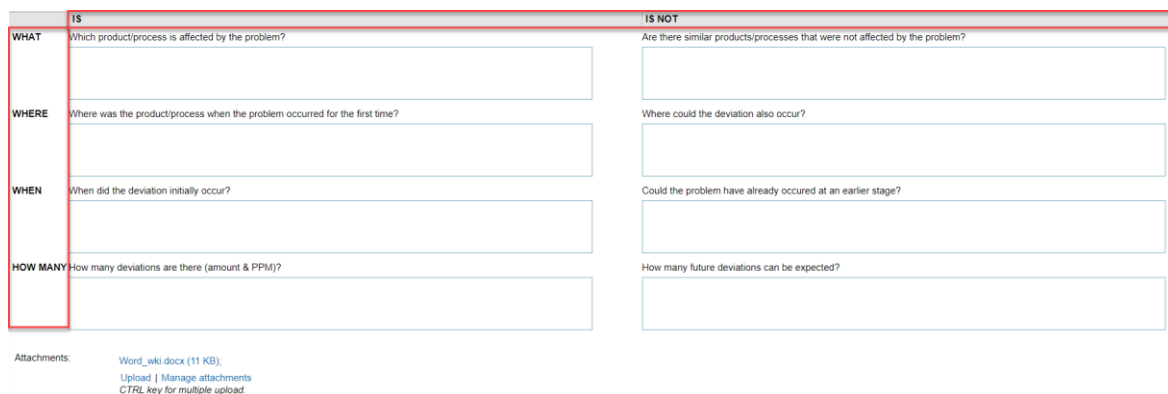 IS IS NOT
WHAT Which product/process is affected by the problem? Are there similar products/processes that were not affected by the problem?
WHERE Where was the product/process when the problem occurred for the first time? Where could the deviation also occur?
WHEN When did the deviation initially occur? Could the problem have already occured at an earlier stage?
HOW MANY How many deviations are there (amount & PPM)? How many future deviations can be expected?
Attachments: Word_wki.docx (11 KB);
Upload | Manage attachments
CTRL key for multiple upload.